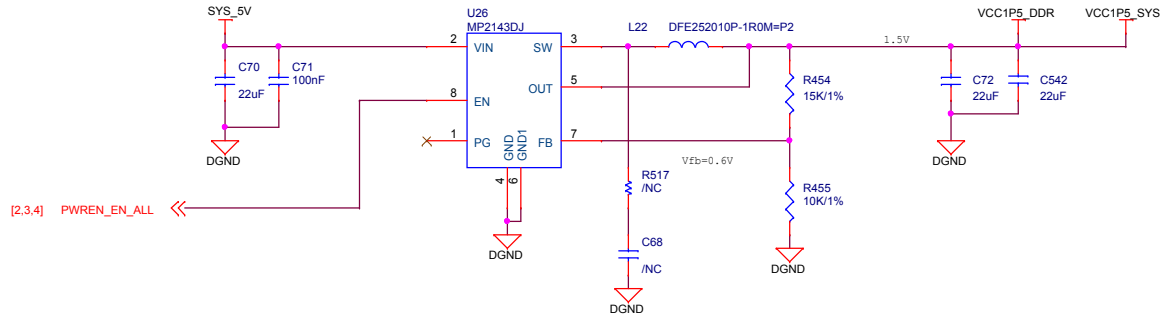 SYS_5V
U26
MP2143DJ
L22 DFE252010P-1R0M=P2
VCC1P5_DDR
VCC1P5_SYS
2 VIN
SW 3
1.5V
C70
22uF
C71
100nF
OUT 5
R454
15K/1%
C72
22uF
C542
22uF
8 EN
1 PG
GND
GND1
FB 7
4
6
Vfb=0.6V
DGND
DGND
R517
/NC
R455
10K/1%
[2,3,4] PWREN_EN_ALL
C68
/NC
DGND
DGND
DGND